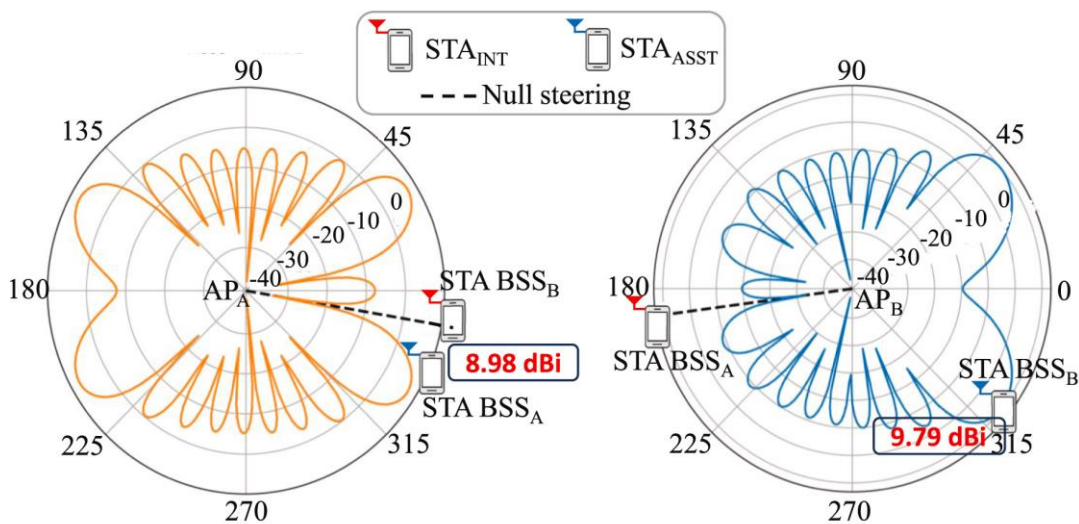 STA_INT
STA_ASST
Null steering
90
135
45
0
-10
-20
-30
-40
180
AP_A
STA BSS_B
8.98 dBi
STA BSS_A
225
315
270
90
135
45
0
-10
-20
-30
-40
180
AP_B
0
STA BSS_A
STA BSS_B
9.79 dBi
225
315
270